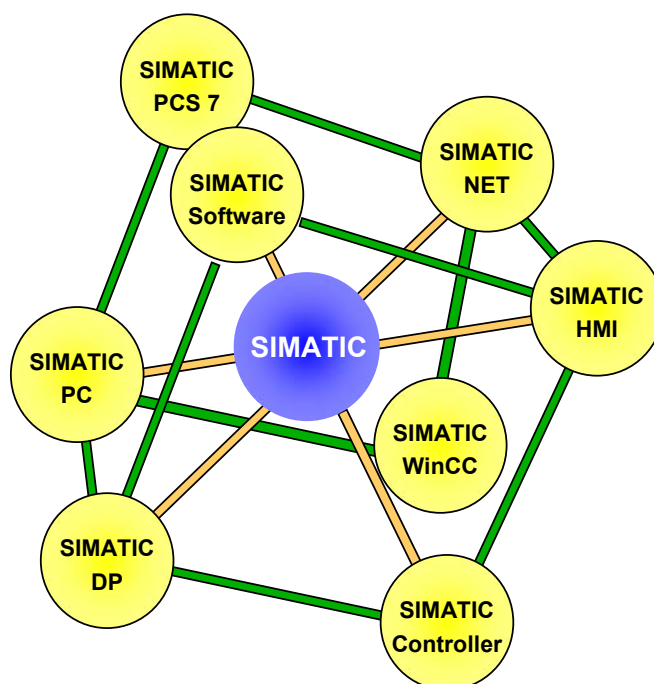 SIMATIC
PCS 7
SIMATIC
NET
SIMATIC
Software
SIMATIC
HMI
SIMATIC
SIMATIC
PC
SIMATIC
WinCC
SIMATIC
DP
SIMATIC
Controller